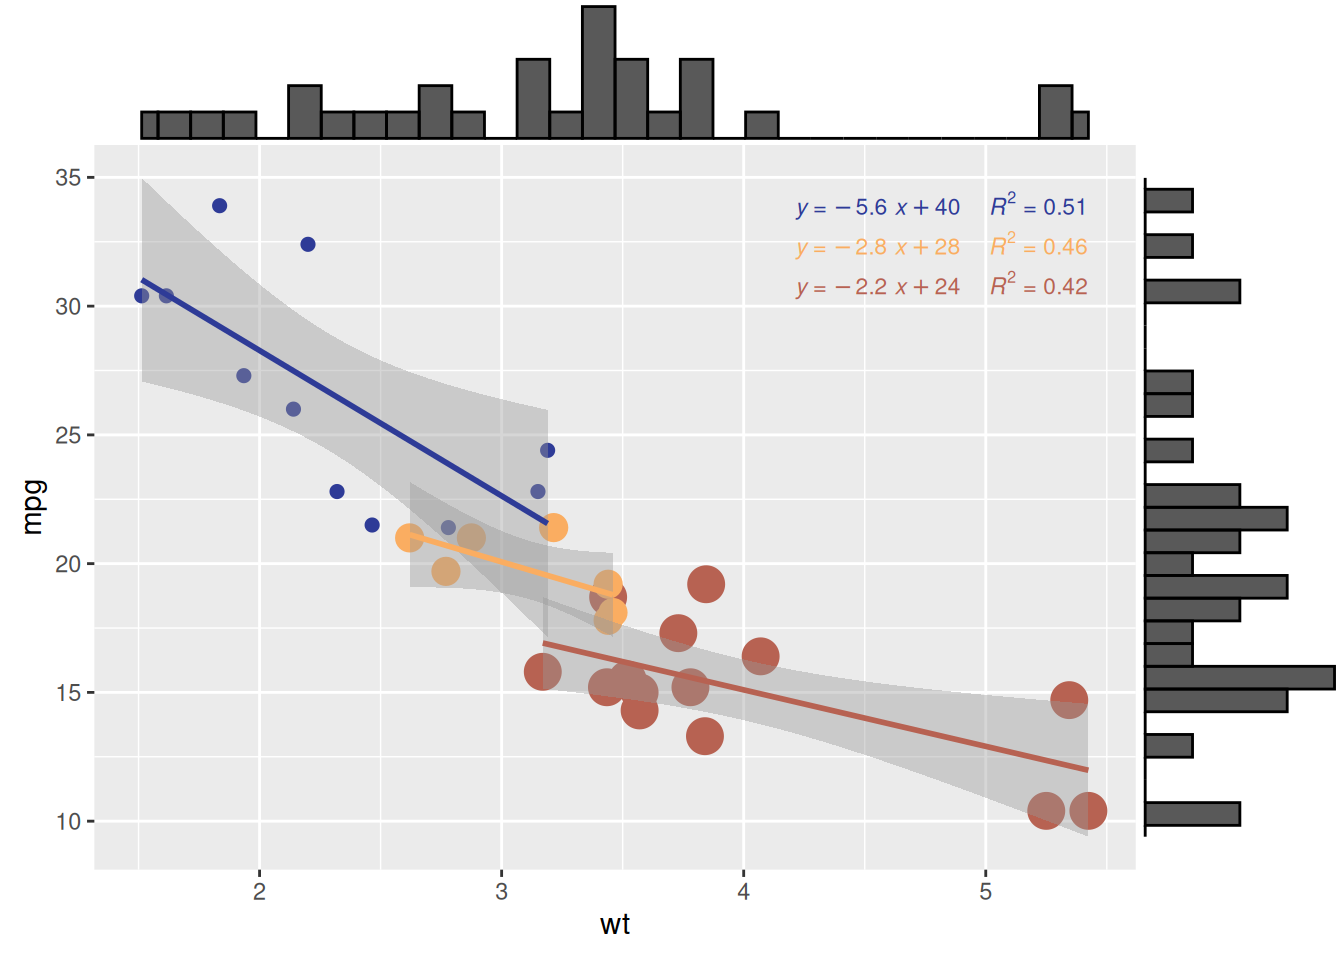 35
y = − 5.6 x + 40 R² = 0.51
y = − 2.8 x + 28 R² = 0.46
y = − 2.2 x + 24 R² = 0.42
30
25
mpg
20
15
10
2 3 4 5
wt